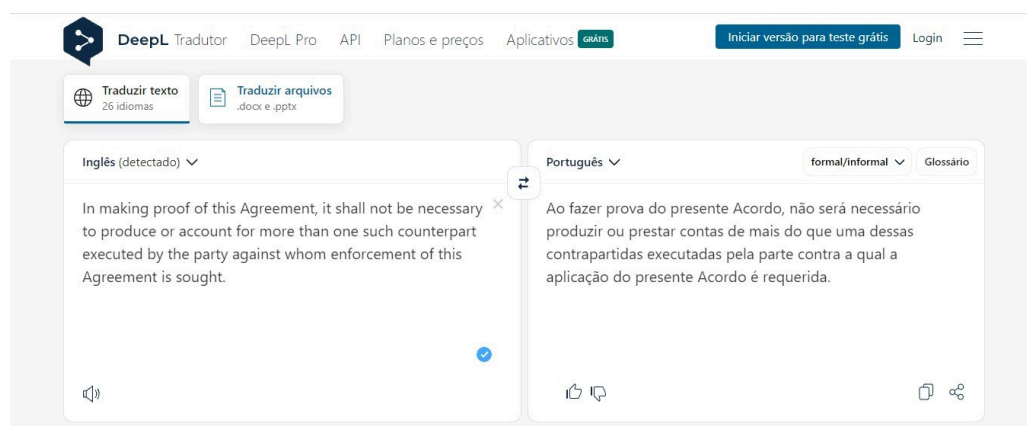 DeepL Tradutor DeepL Pro API Planos e preços Aplicativos GRÁTIS Iniciar versão para teste grátis Login
Traduzir texto
26 idiomas
Traduzir arquivos
.docx e .pptx
Inglês (detectado)
In making proof of this Agreement, it shall not be necessary
to produce or account for more than one such counterpart
executed by the party against whom enforcement of this
Agreement is sought.
Português formal/informal Glossário
Ao fazer prova do presente Acordo, não será necessário
produzir ou prestar contas de mais do que uma dessas
contrapartidas executadas pela parte contra a qual a
aplicação do presente Acordo é requerida.